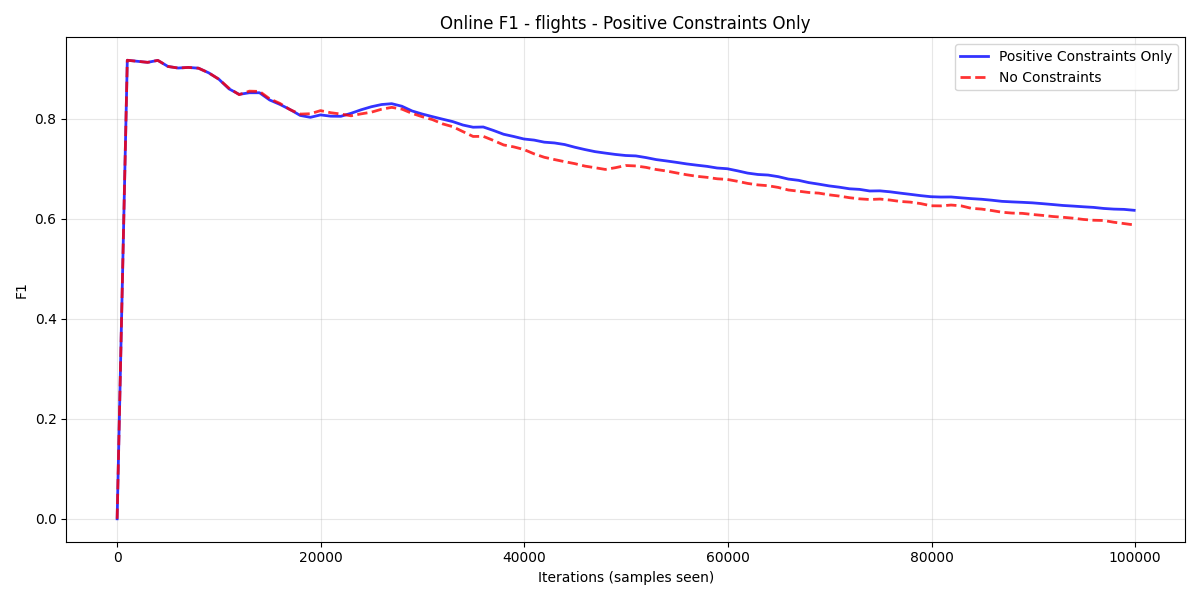 Online F1 - flights - Positive Constraints Only
Positive Constraints Only
No Constraints
F1
0.8
0.6
0.4
0.2
0.0
0 20000 40000 60000 80000 100000
Iterations (samples seen)